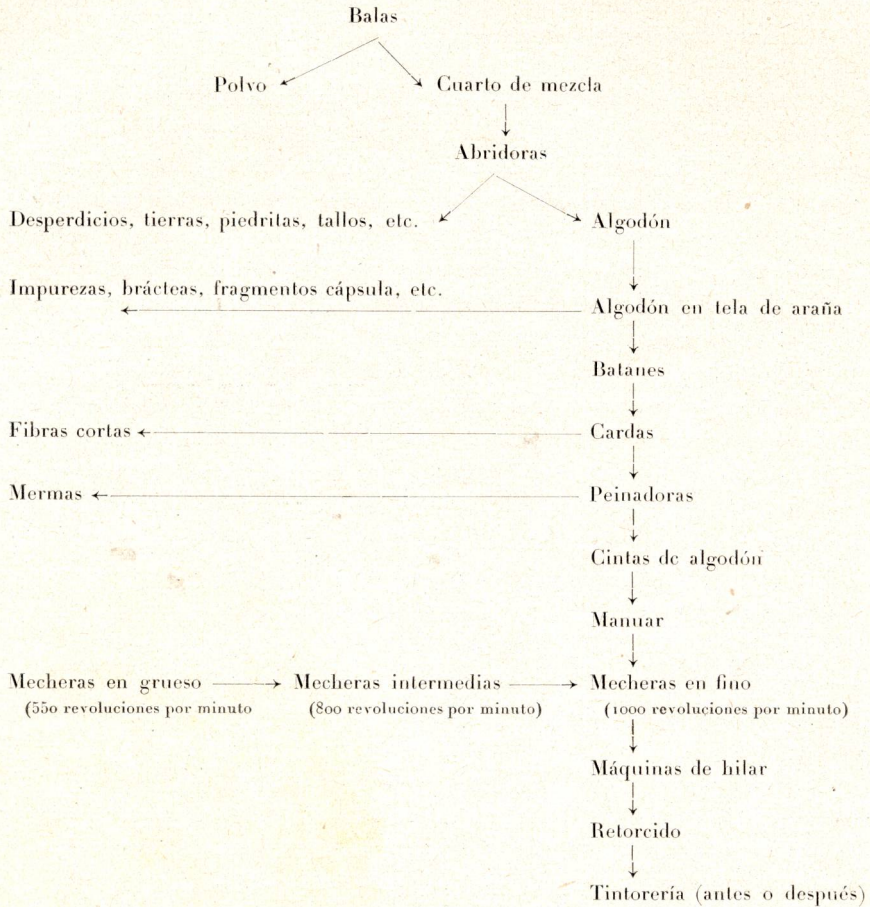 Balas
Polvo
Cuarto de mezcla
Abridoras
Desperdicios, tierras, piedritas, tallos, etc.
Algodón
Impurezas, brácteas, fragmentos cápsula, etc.
Algodón en tela de araña
Batanes
Fibras cortas
Cardas
Mermas
Peinadoras
Cintas de algodón
Manuar
Mecheras en grueso
Mecheras intermedias
Mecheras en fino
(550 revoluciones por minuto
(800 revoluciones por minuto)
(1000 revoluciones por minuto)
Máquinas de hilar
Retorcido
Tintorería (antes o después)